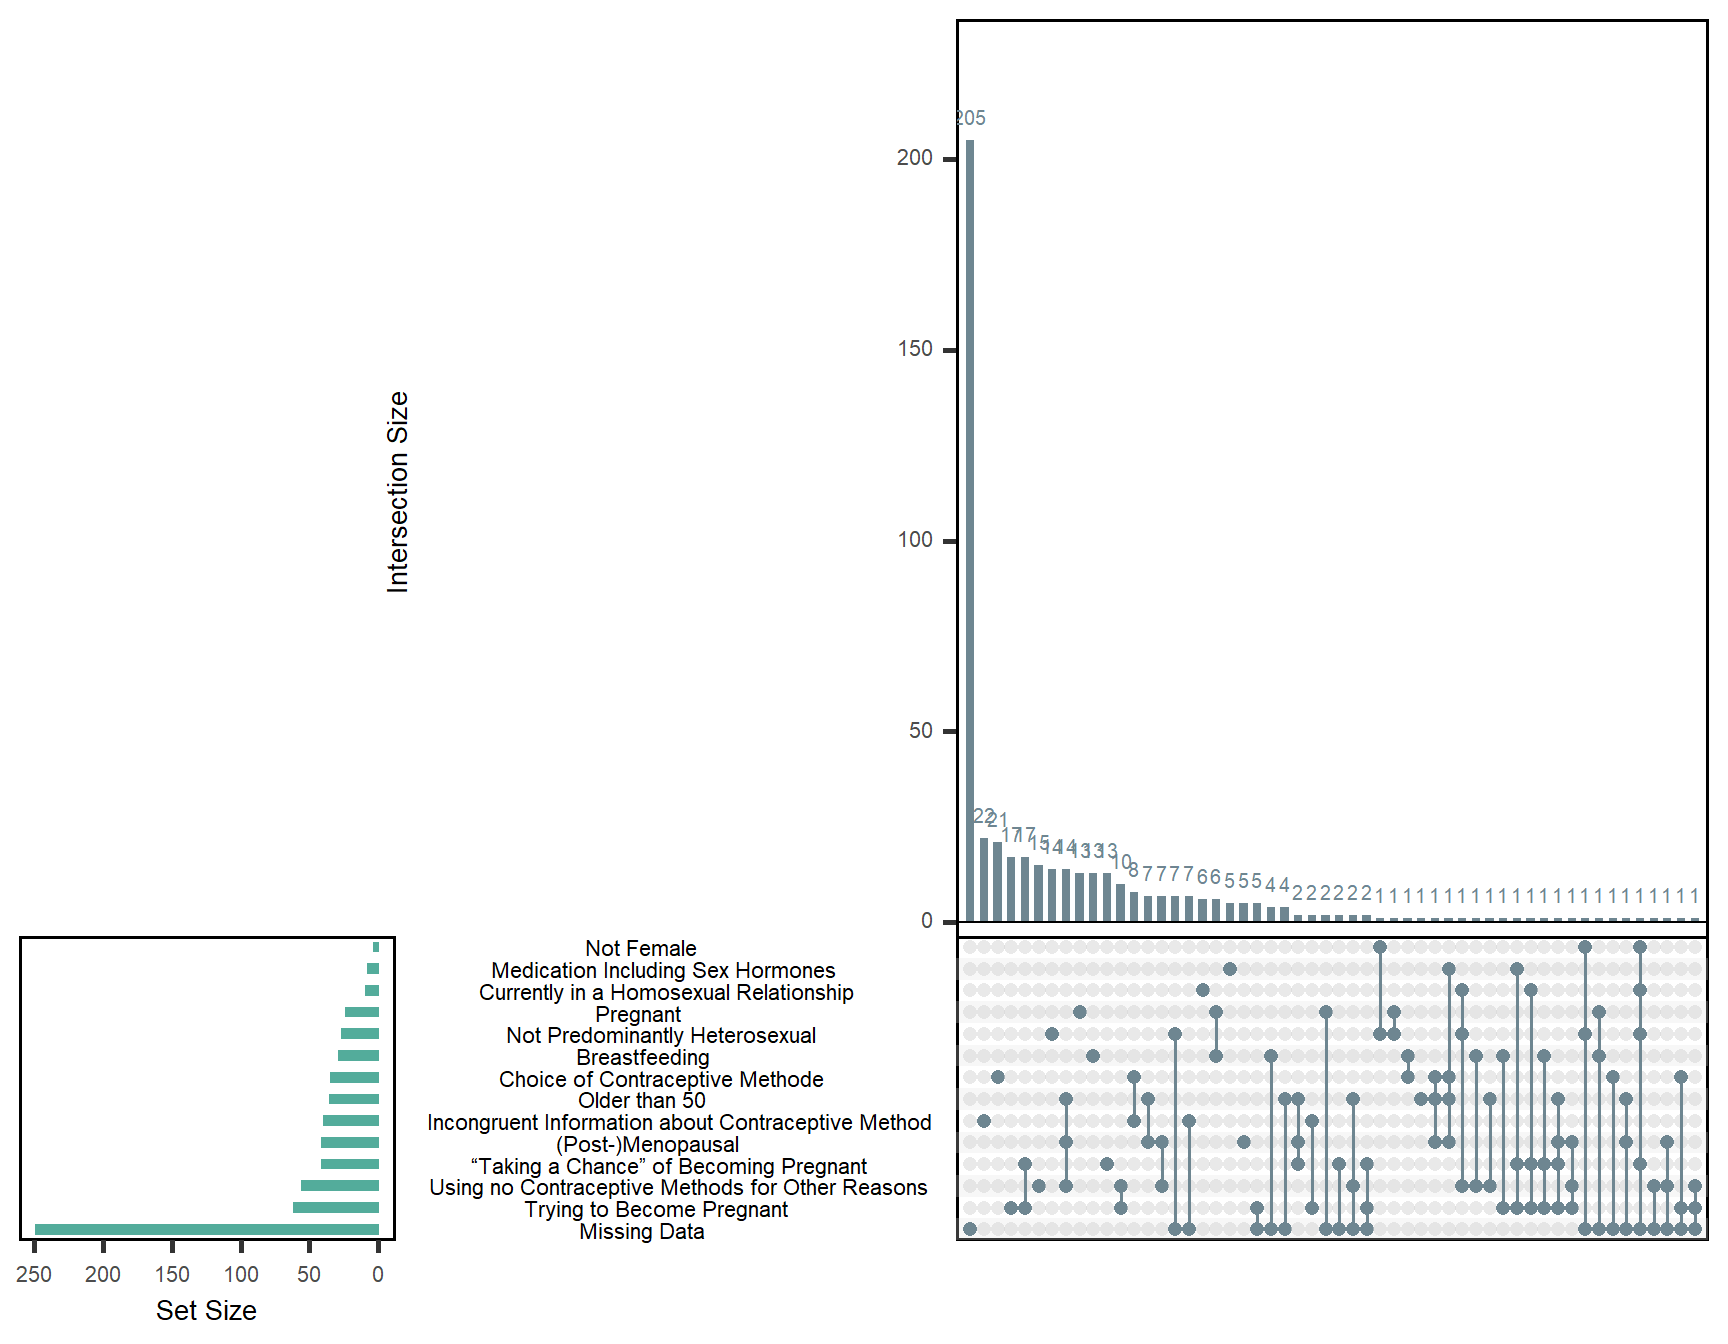 205
200
150
100
50
0
Intersection Size
22 21 17 17 15 14 14 13 13 13 10 8 7 7 7 7 6 6 5 5 5 4 4 2 2 2 2 2 2 1 1 1 1 1 1 1 1 1 1 1 1 1 1 1 1 1 1 1 1 1 1 1 1
Not Female
Medication Including Sex Hormones
Currently in a Homosexual Relationship
Pregnant
Not Predominantly Heterosexual
Breastfeeding
Choice of Contraceptive Methode
Older than 50
Incongruent Information about Contraceptive Method
(Post-)Menopausal
“Taking a Chance” of Becoming Pregnant
Using no Contraceptive Methods for Other Reasons
Trying to Become Pregnant
Missing Data
250 200 150 100 50 0
Set Size